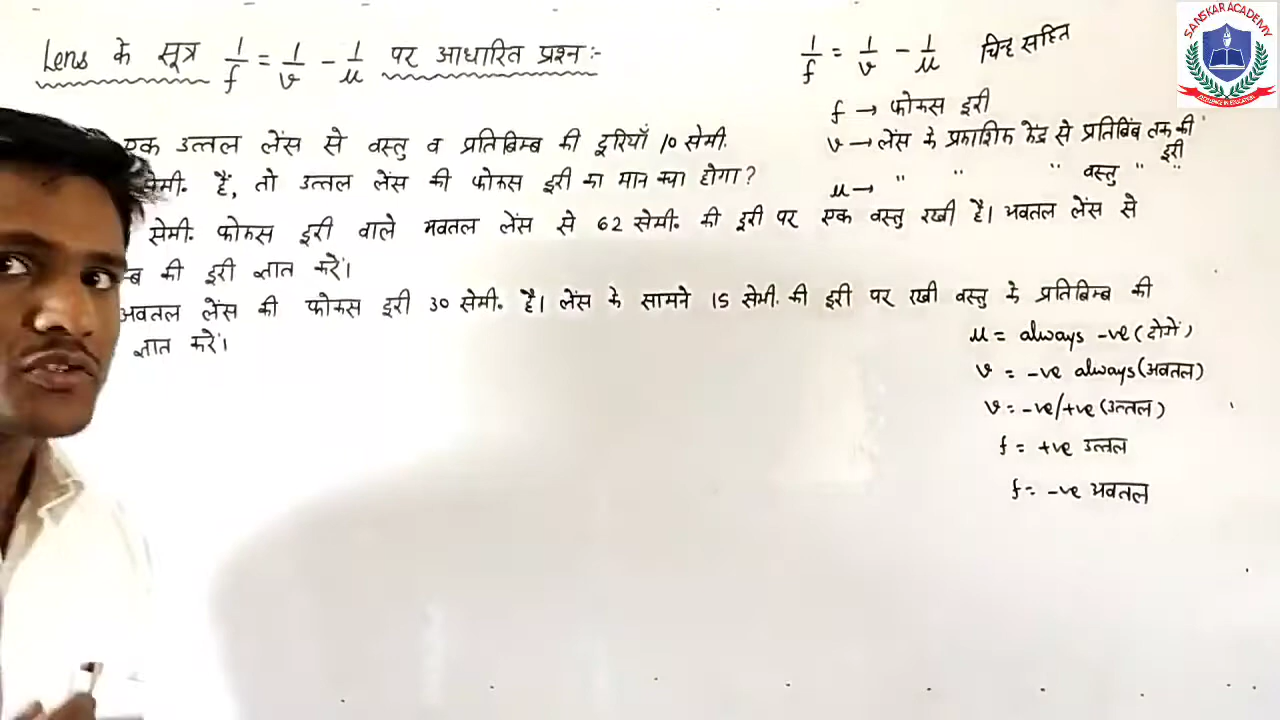 Lens के सूत्र 1/f = 1/v - 1/u पर आधारित प्रश्न:-
1/f = 1/v - 1/u चिन्ह सहित
f → फोकस दूरी
v → लेंस के प्रकाशिक केंद्र से प्रतिबिंब तक की दूरी
u → " " " वस्तु " "
एक उत्तल लेंस से वस्तु व प्रतिबिम्ब की दूरियाँ 10 सेमी.
सेमी. हैं, तो उत्तल लेंस की फोकस दूरी का मान क्या होगा?
सेमी. फोकस दूरी वाले अवतल लेंस से 62 सेमी. की दूरी पर एक वस्तु रखी है। अवतल लेंस से
की दूरी ज्ञात करें।
अवतल लेंस की फोकस दूरी 30 सेमी. है। लेंस के सामने 15 सेमी. की दूरी पर रखी वस्तु के प्रतिबिम्ब की
ज्ञात करें।
u = always -ve (दोनों)
v = -ve always (अवतल)
v = -ve/+ve (उत्तल)
f = +ve उत्तल
f = -ve अवतल
SANSKAR ACADEMY
EXCELLENCE IN EDUCATION